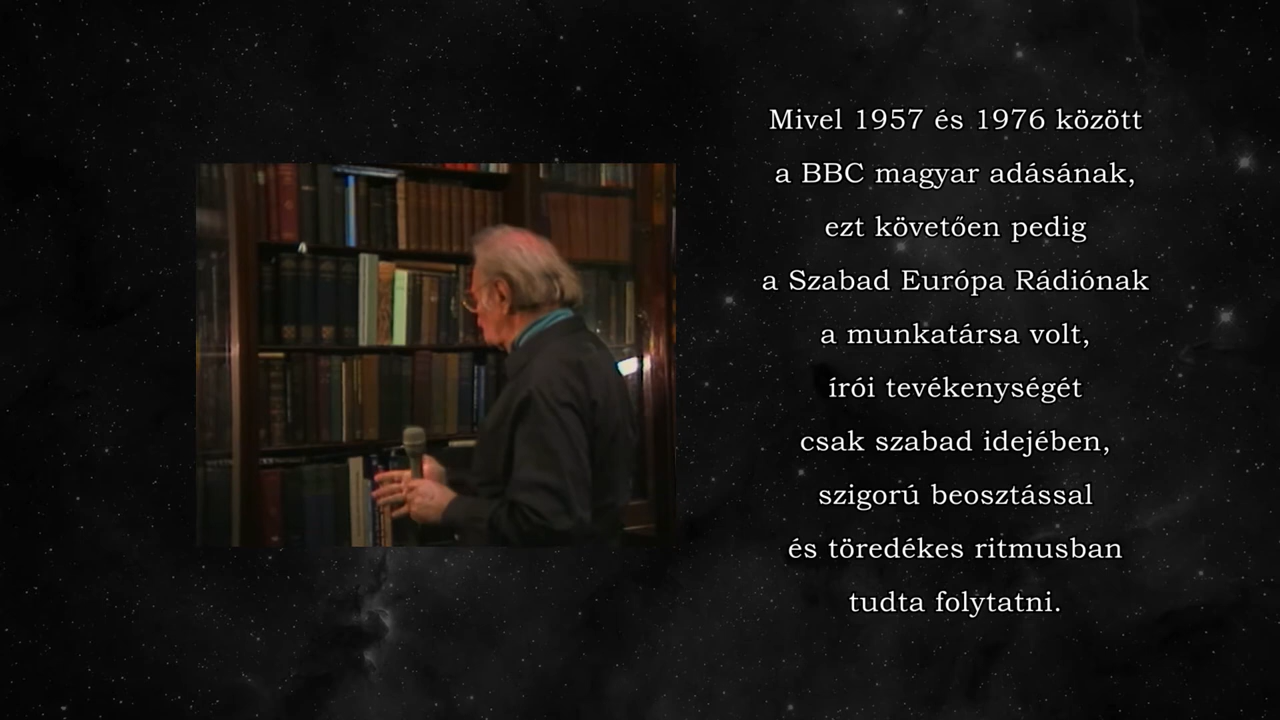 Mivel 1957 és 1976 között
a BBC magyar adásának,
ezt követően pedig
a Szabad Európa Rádiónak
a munkatársa volt,
írói tevékenységét
csak szabad idejében,
szigorú beosztással
és töredékes ritmusban
tudta folytatni.